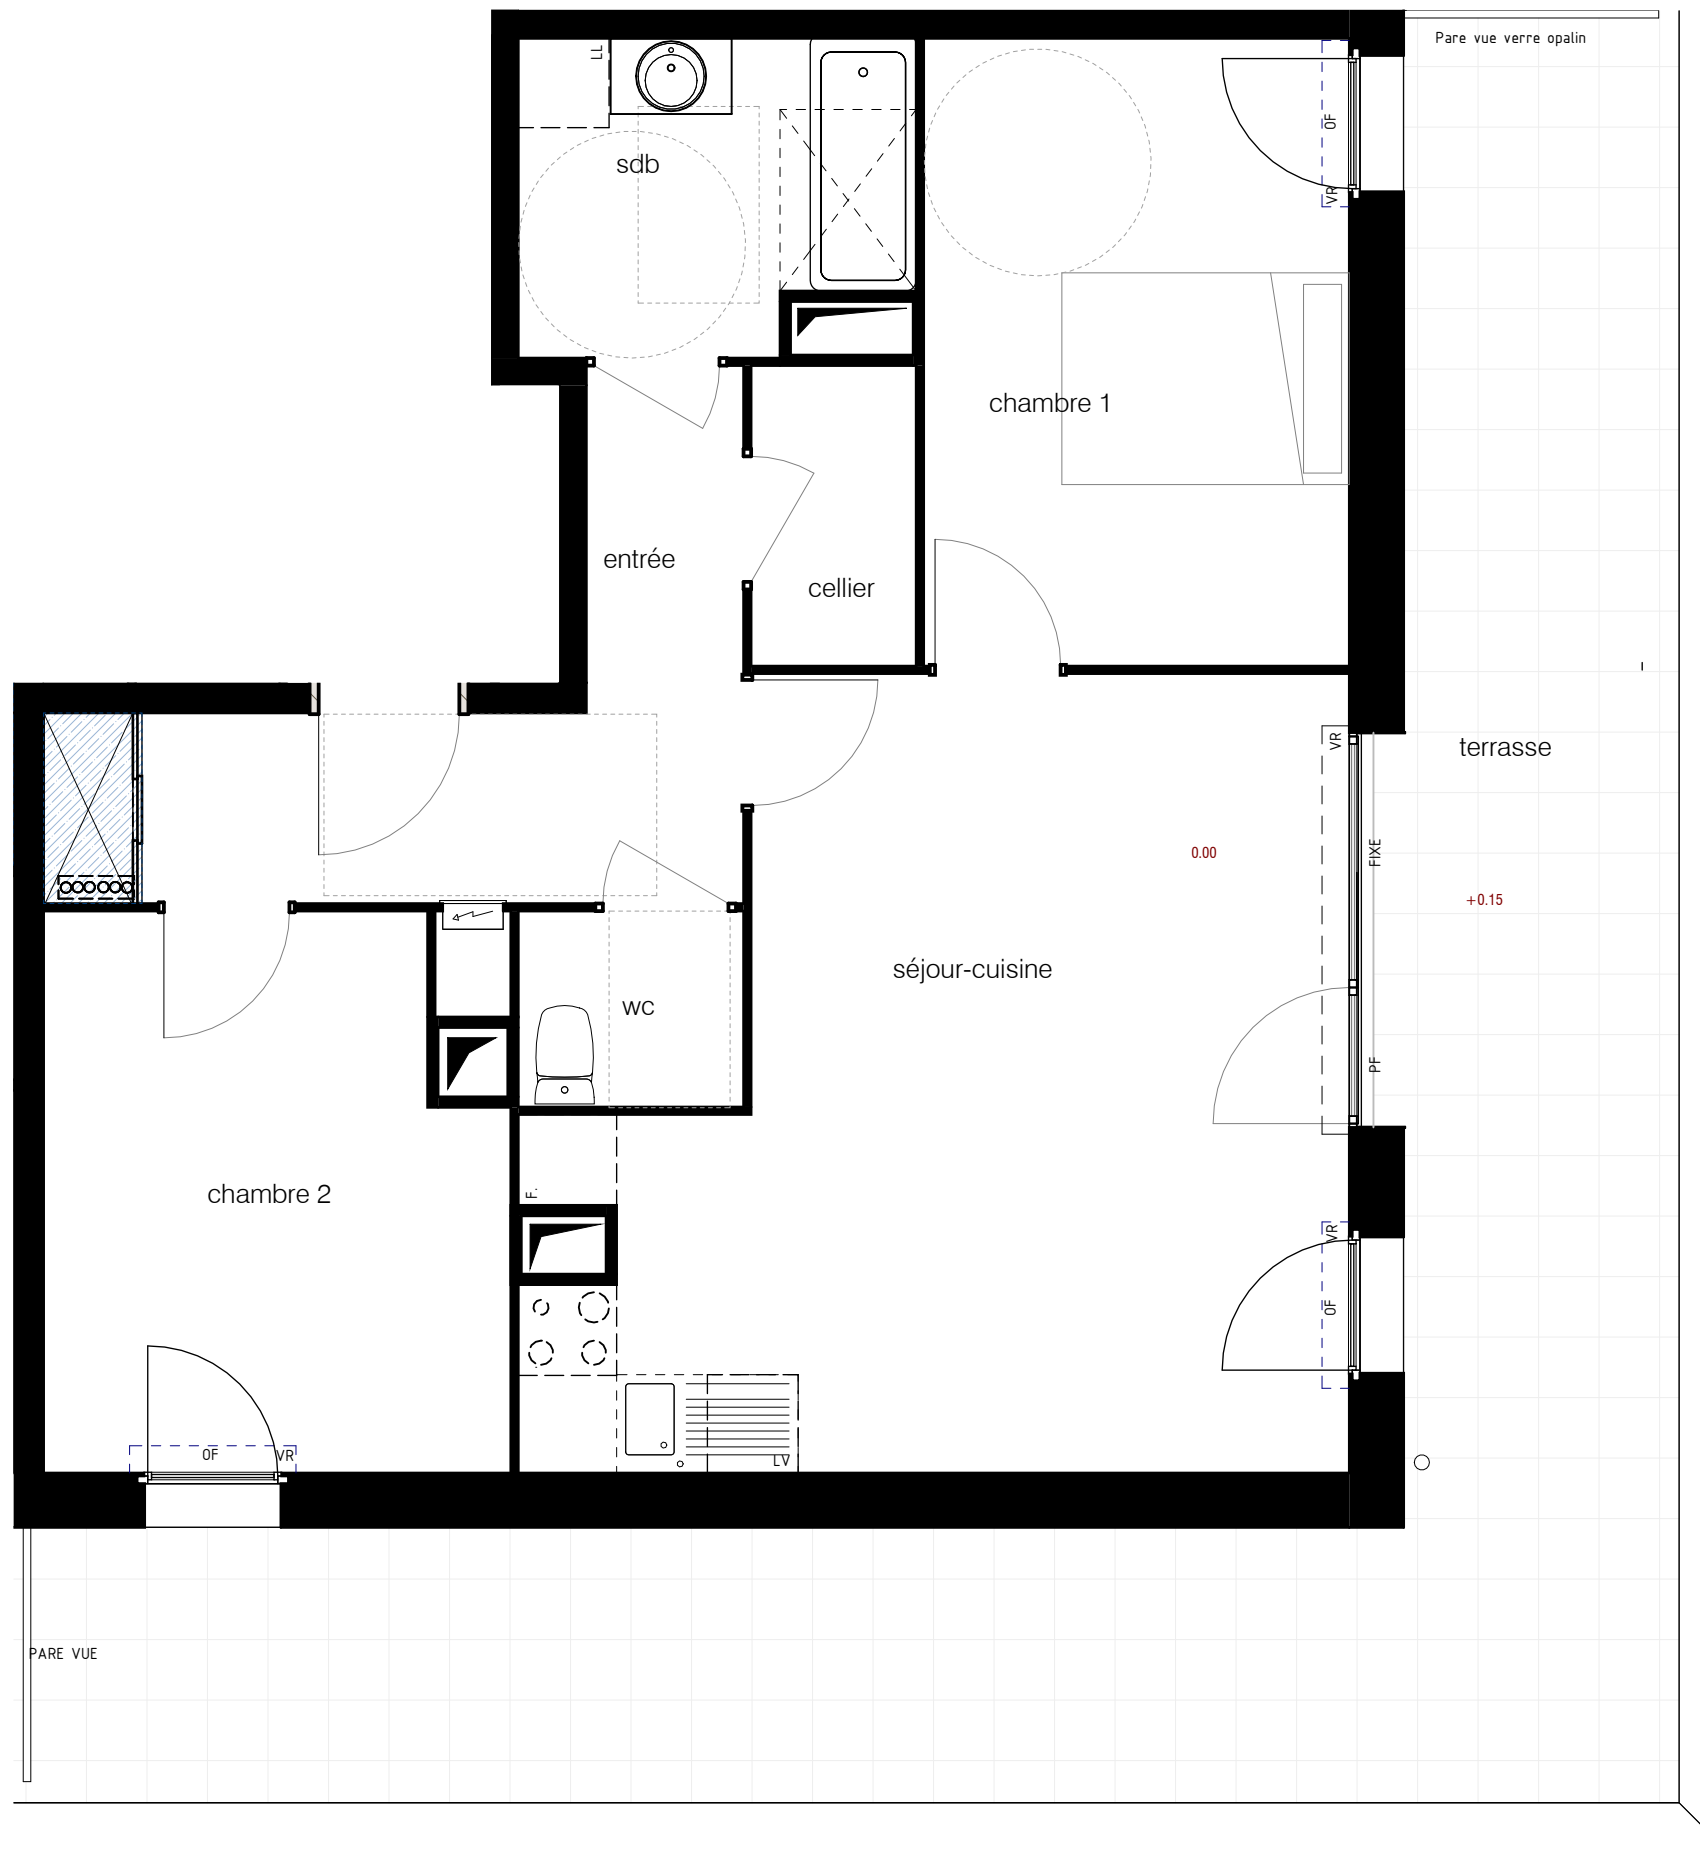 Pare vue verre opalin
LL
sdb
OF
VR
chambre 1
entrée
cellier
VR
terrasse
FIXE
0.00
+0.15
séjour-cuisine
wc
PF
chambre 2
F.
VR
OF
OF
VR
LV
PARE VUE